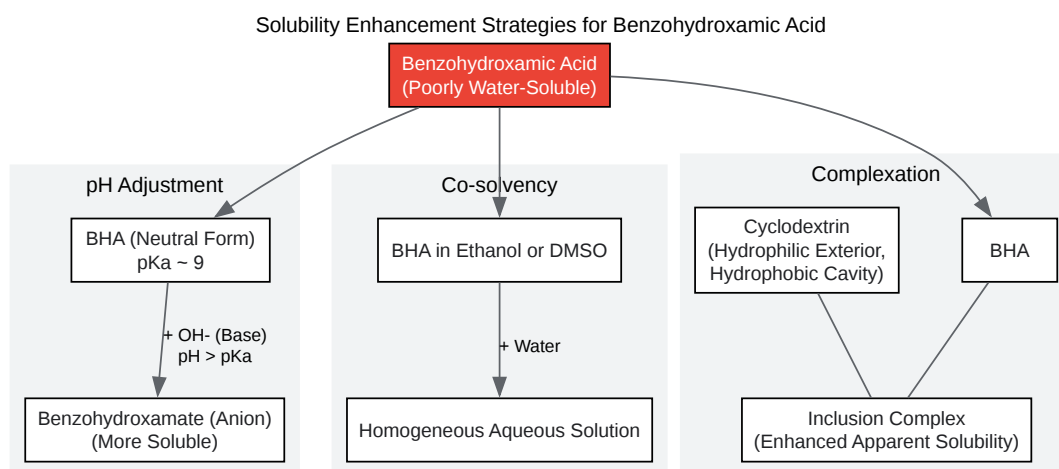 Solubility Enhancement Strategies for Benzohydroxamic Acid
Benzohydroxamic Acid
(Poorly Water-Soluble)
pH Adjustment
BHA (Neutral Form)
pKa ~ 9
+ OH- (Base)
pH > pKa
Benzohydroxamate (Anion)
(More Soluble)
Co-solvency
BHA in Ethanol or DMSO
+ Water
Homogeneous Aqueous Solution
Complexation
Cyclodextrin
(Hydrophilic Exterior,
Hydrophobic Cavity)
BHA
Inclusion Complex
(Enhanced Apparent Solubility)